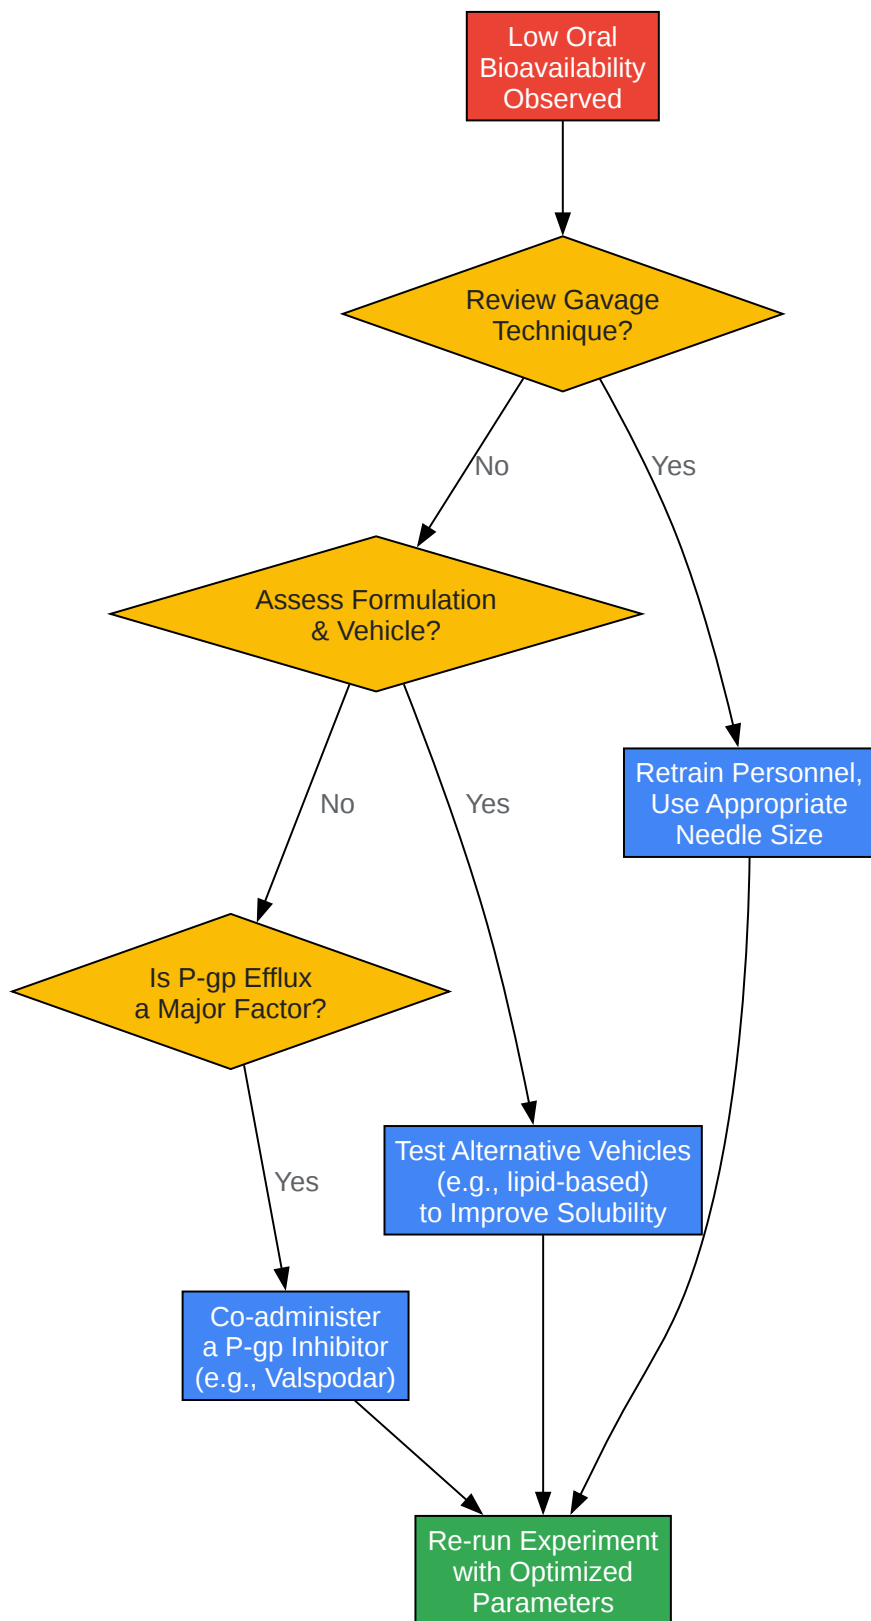 Low Oral
Bioavailability
Observed
Review Gavage
Technique?
No
Yes
Assess Formulation
& Vehicle?
Retrain Personnel,
Use Appropriate
Needle Size
No
Yes
Is P-gp Efflux
a Major Factor?
Test Alternative Vehicles
(e.g., lipid-based)
to Improve Solubility
Yes
Co-administer
a P-gp Inhibitor
(e.g., Valspodar)
Re-run Experiment
with Optimized
Parameters